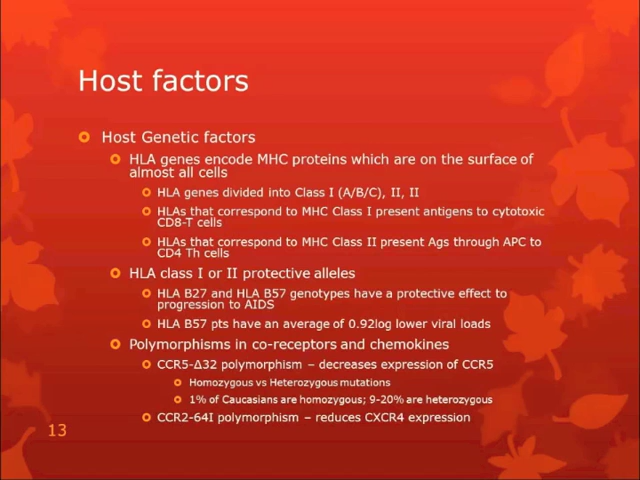 Host factors
Host Genetic factors
HLA genes encode MHC proteins which are on the surface of
almost all cells
HLA genes divided into Class I (A/B/C), II, II
HLAs that correspond to MHC Class I present antigens to cytotoxic
CD8-T cells
HLAs that correspond to MHC Class II present Ags through APC to
CD4 Th cells
HLA class I or II protective alleles
HLA B27 and HLA B57 genotypes have a protective effect to
progression to AIDS
HLA B57 pts have an average of 0.92log lower viral loads
Polymorphisms in co-receptors and chemokines
CCR5-Δ32 polymorphism – decreases expression of CCR5
Homozygous vs Heterozygous mutations
1% of Caucasians are homozygous; 9-20% are heterozygous
CCR2-64I polymorphism – reduces CXCR4 expression
13